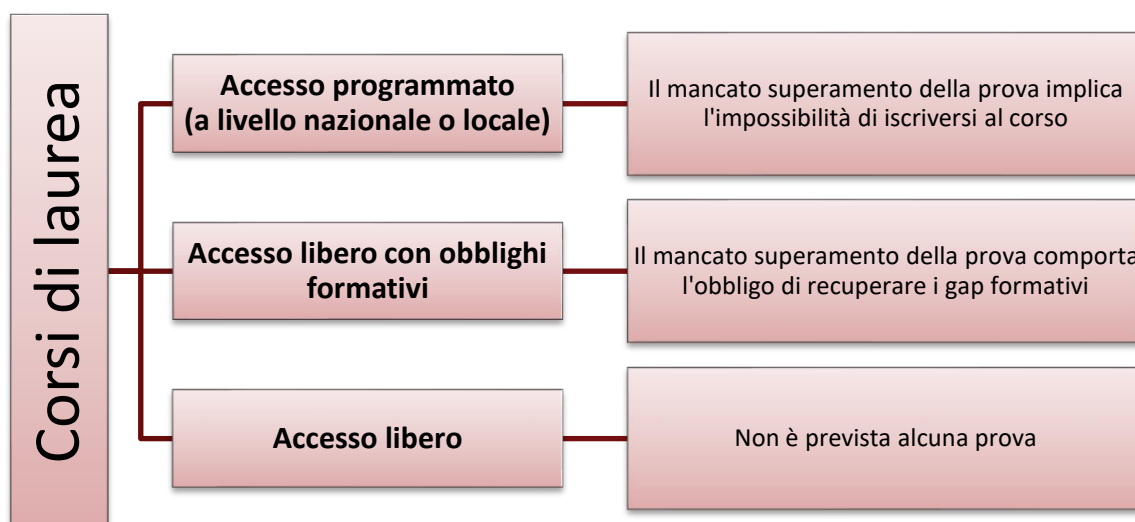 Corsi di laurea
Accesso programmato
(a livello nazionale o locale)
Il mancato superamento della prova implica
l'impossibilità di iscriversi al corso
Accesso libero con obblighi
formativi
Il mancato superamento della prova comporta
l'obbligo di recuperare i gap formativi
Accesso libero
Non è prevista alcuna prova